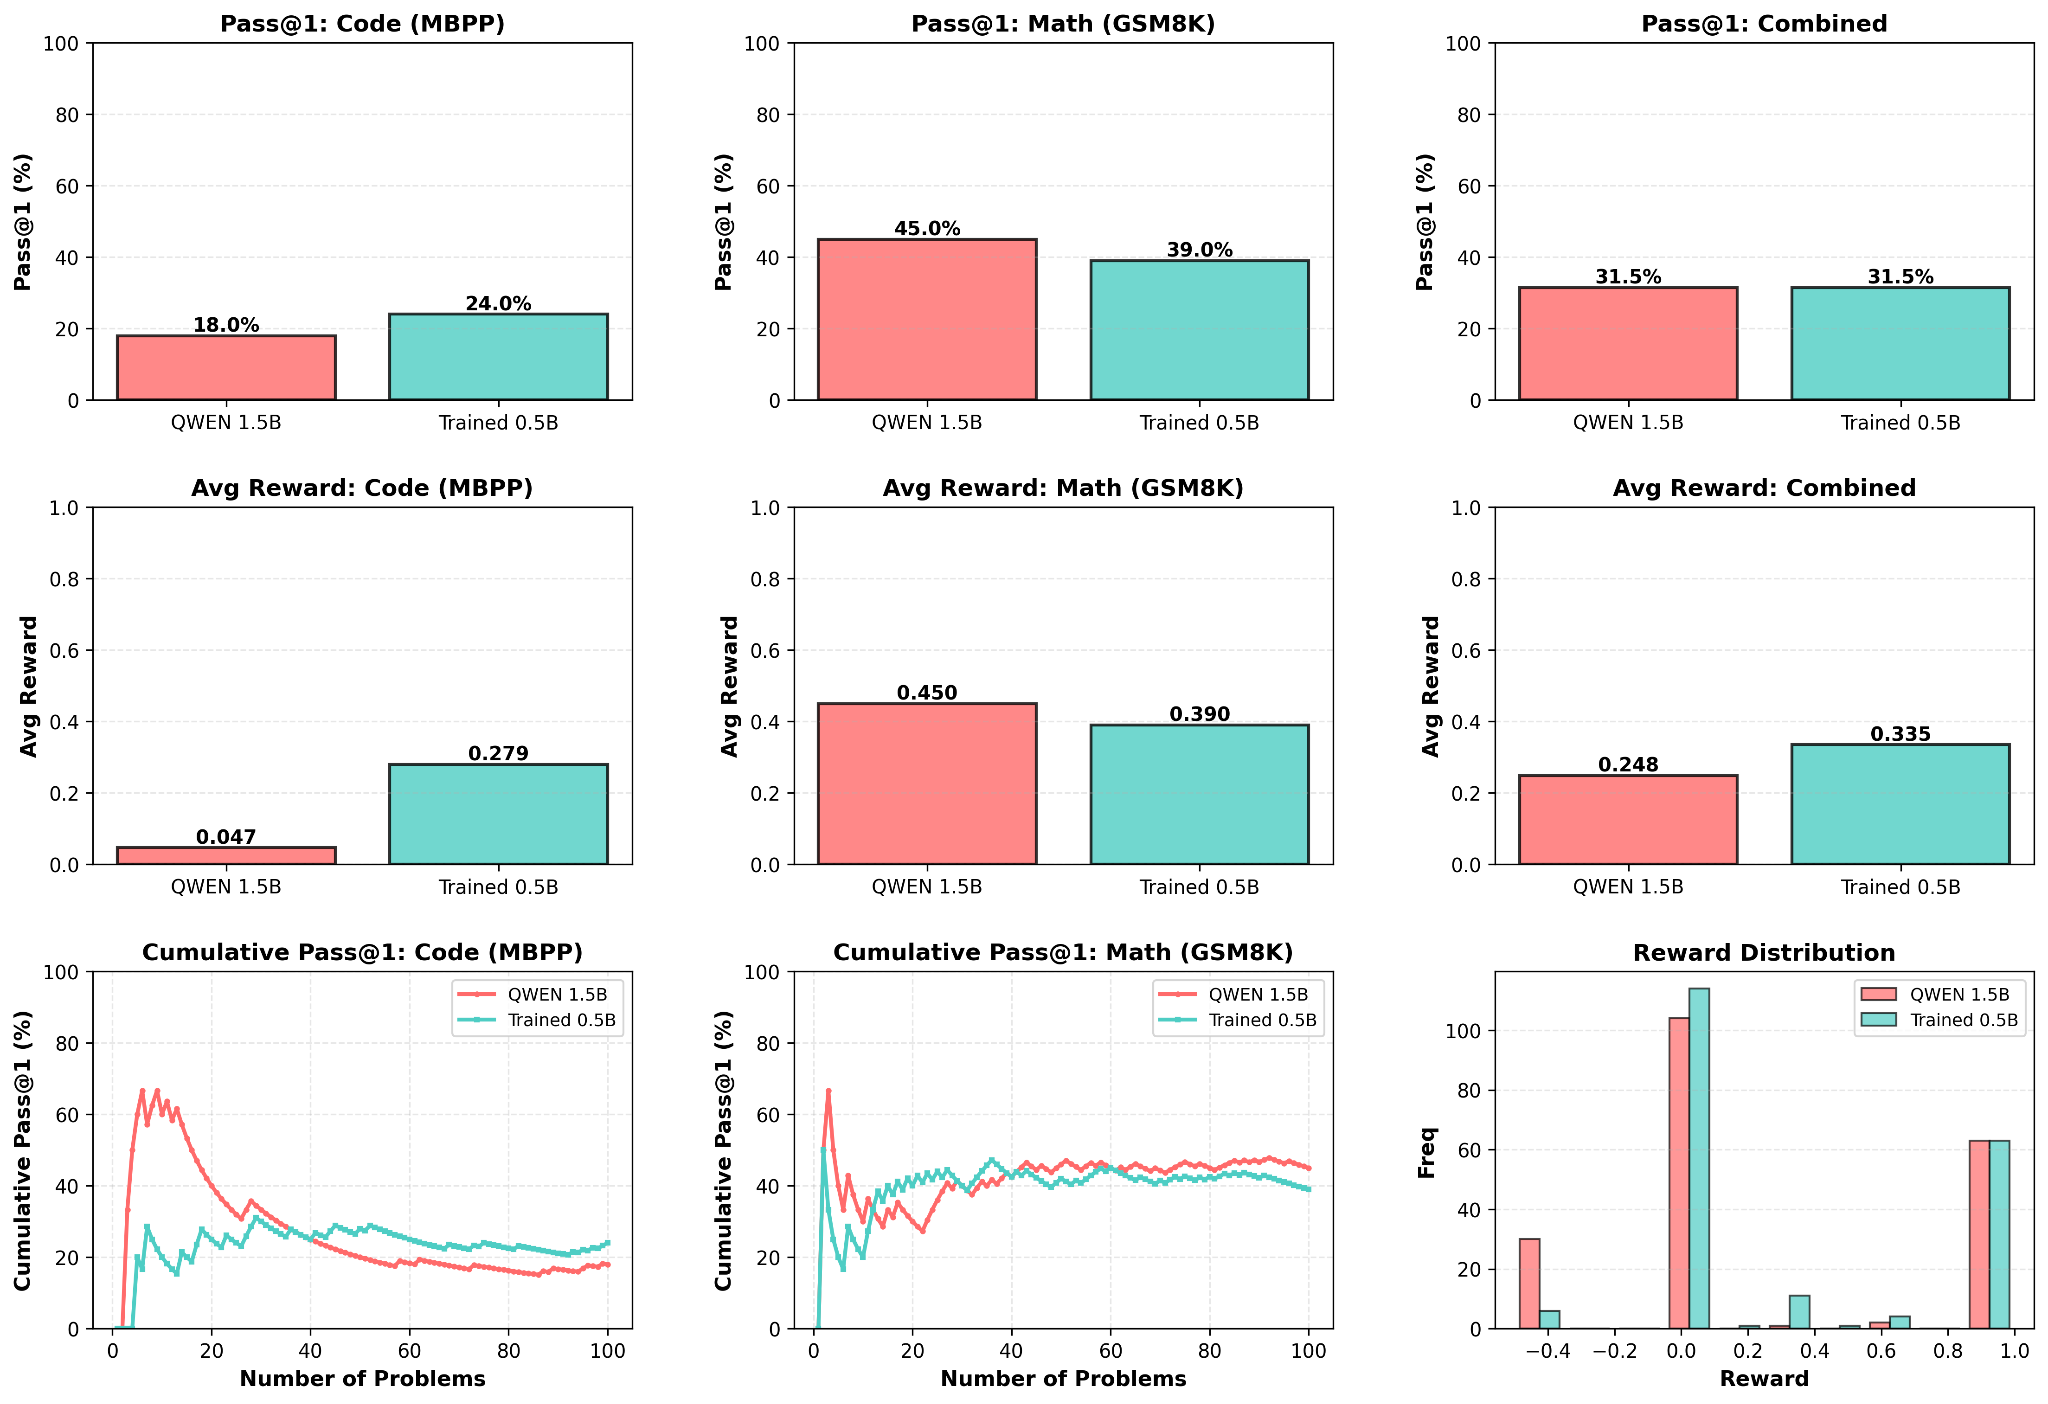 Pass@1: Code (MBPP)
Pass@1 (%)
100
80
60
40
20
0
18.0%
24.0%
QWEN 1.5B
Trained 0.5B
Pass@1: Math (GSM8K)
Pass@1 (%)
100
80
60
40
20
0
45.0%
39.0%
QWEN 1.5B
Trained 0.5B
Pass@1: Combined
Pass@1 (%)
100
80
60
40
20
0
31.5%
31.5%
QWEN 1.5B
Trained 0.5B
Avg Reward: Code (MBPP)
Avg Reward
1.0
0.8
0.6
0.4
0.2
0.0
0.047
0.279
QWEN 1.5B
Trained 0.5B
Avg Reward: Math (GSM8K)
Avg Reward
1.0
0.8
0.6
0.4
0.2
0.0
0.450
0.390
QWEN 1.5B
Trained 0.5B
Avg Reward: Combined
Avg Reward
1.0
0.8
0.6
0.4
0.2
0.0
0.248
0.335
QWEN 1.5B
Trained 0.5B
Cumulative Pass@1: Code (MBPP)
Cumulative Pass@1 (%)
100
80
60
40
20
0
QWEN 1.5B
Trained 0.5B
0 20 40 60 80 100
Number of Problems
Cumulative Pass@1: Math (GSM8K)
Cumulative Pass@1 (%)
100
80
60
40
20
0
QWEN 1.5B
Trained 0.5B
0 20 40 60 80 100
Number of Problems
Reward Distribution
Freq
100
80
60
40
20
0
QWEN 1.5B
Trained 0.5B
−0.4 −0.2 0.0 0.2 0.4 0.6 0.8 1.0
Reward